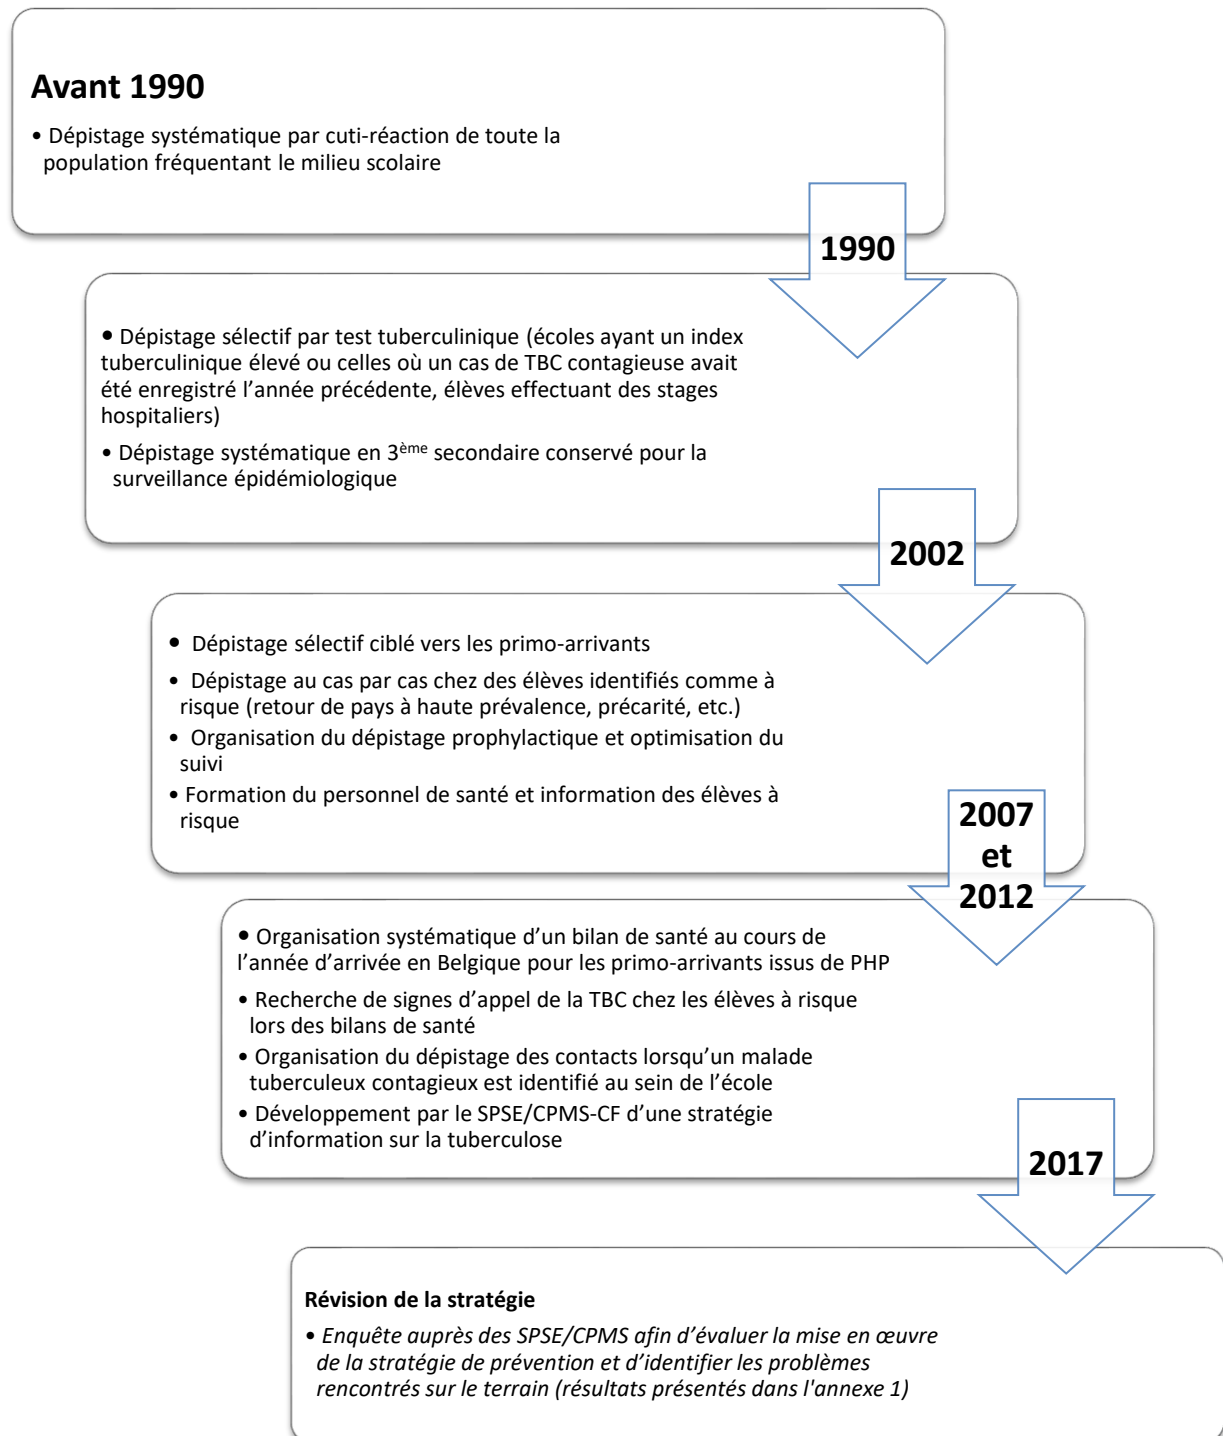 Avant 1990
• Dépistage systématique par cuti-réaction de toute la
population fréquentant le milieu scolaire
1990
• Dépistage sélectif par test tuberculinique (écoles ayant un index
tuberculinique élevé ou celles où un cas de TBC contagieuse avait
été enregistré l’année précédente, élèves effectuant des stages
hospitaliers)
• Dépistage systématique en 3ème secondaire conservé pour la
surveillance épidémiologique
2002
• Dépistage sélectif ciblé vers les primo-arrivants
• Dépistage au cas par cas chez des élèves identifiés comme à
risque (retour de pays à haute prévalence, précarité, etc.)
• Organisation du dépistage prophylactique et optimisation du
suivi
• Formation du personnel de santé et information des élèves à
risque
2007
et
2012
• Organisation systématique d’un bilan de santé au cours de
l’année d’arrivée en Belgique pour les primo-arrivants issus de PHP
• Recherche de signes d’appel de la TBC chez les élèves à risque
lors des bilans de santé
• Organisation du dépistage des contacts lorsqu’un malade
tuberculeux contagieux est identifié au sein de l’école
• Développement par le SPSE/CPMS-CF d’une stratégie
d’information sur la tuberculose
2017
Révision de la stratégie
• Enquête auprès des SPSE/CPMS afin d’évaluer la mise en œuvre
de la stratégie de prévention et d’identifier les problèmes
rencontrés sur le terrain (résultats présentés dans l'annexe 1)